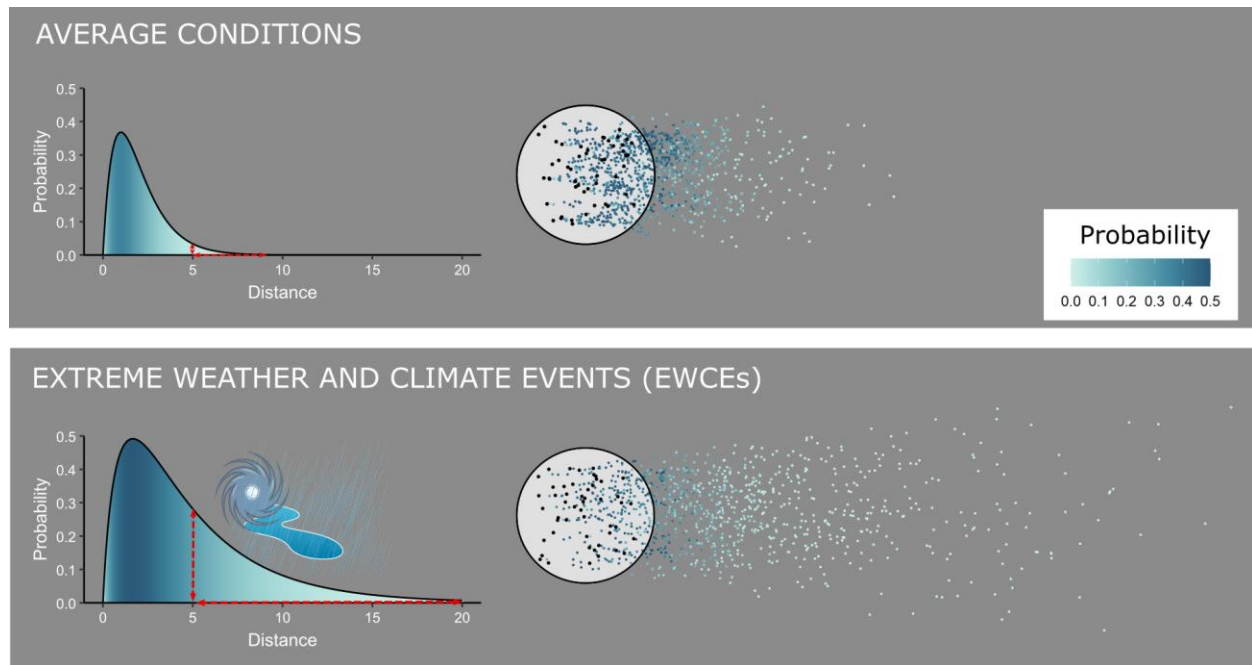 AVERAGE CONDITIONS
0.5
0.4
0.3
0.2
0.1
0.0
Probability
0 5 10 15 20
Distance
Probability
0.0 0.1 0.2 0.3 0.4 0.5
EXTREME WEATHER AND CLIMATE EVENTS (EWCEs)
0.5
0.4
0.3
0.2
0.1
0.0
Probability
0 5 10 15 20
Distance